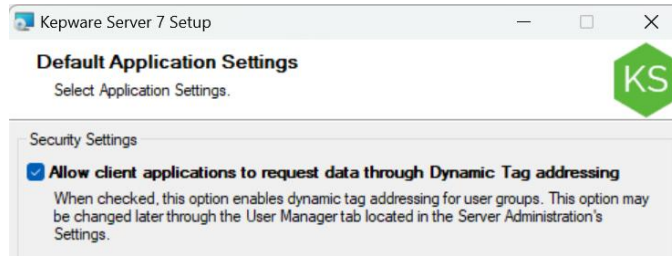 Kepware Server 7 Setup
Default Application Settings
Select Application Settings.
KS
Security Settings
Allow client applications to request data through Dynamic Tag addressing
When checked, this option enables dynamic tag addressing for user groups. This option may
be changed later through the User Manager tab located in the Server Administration's
Settings.